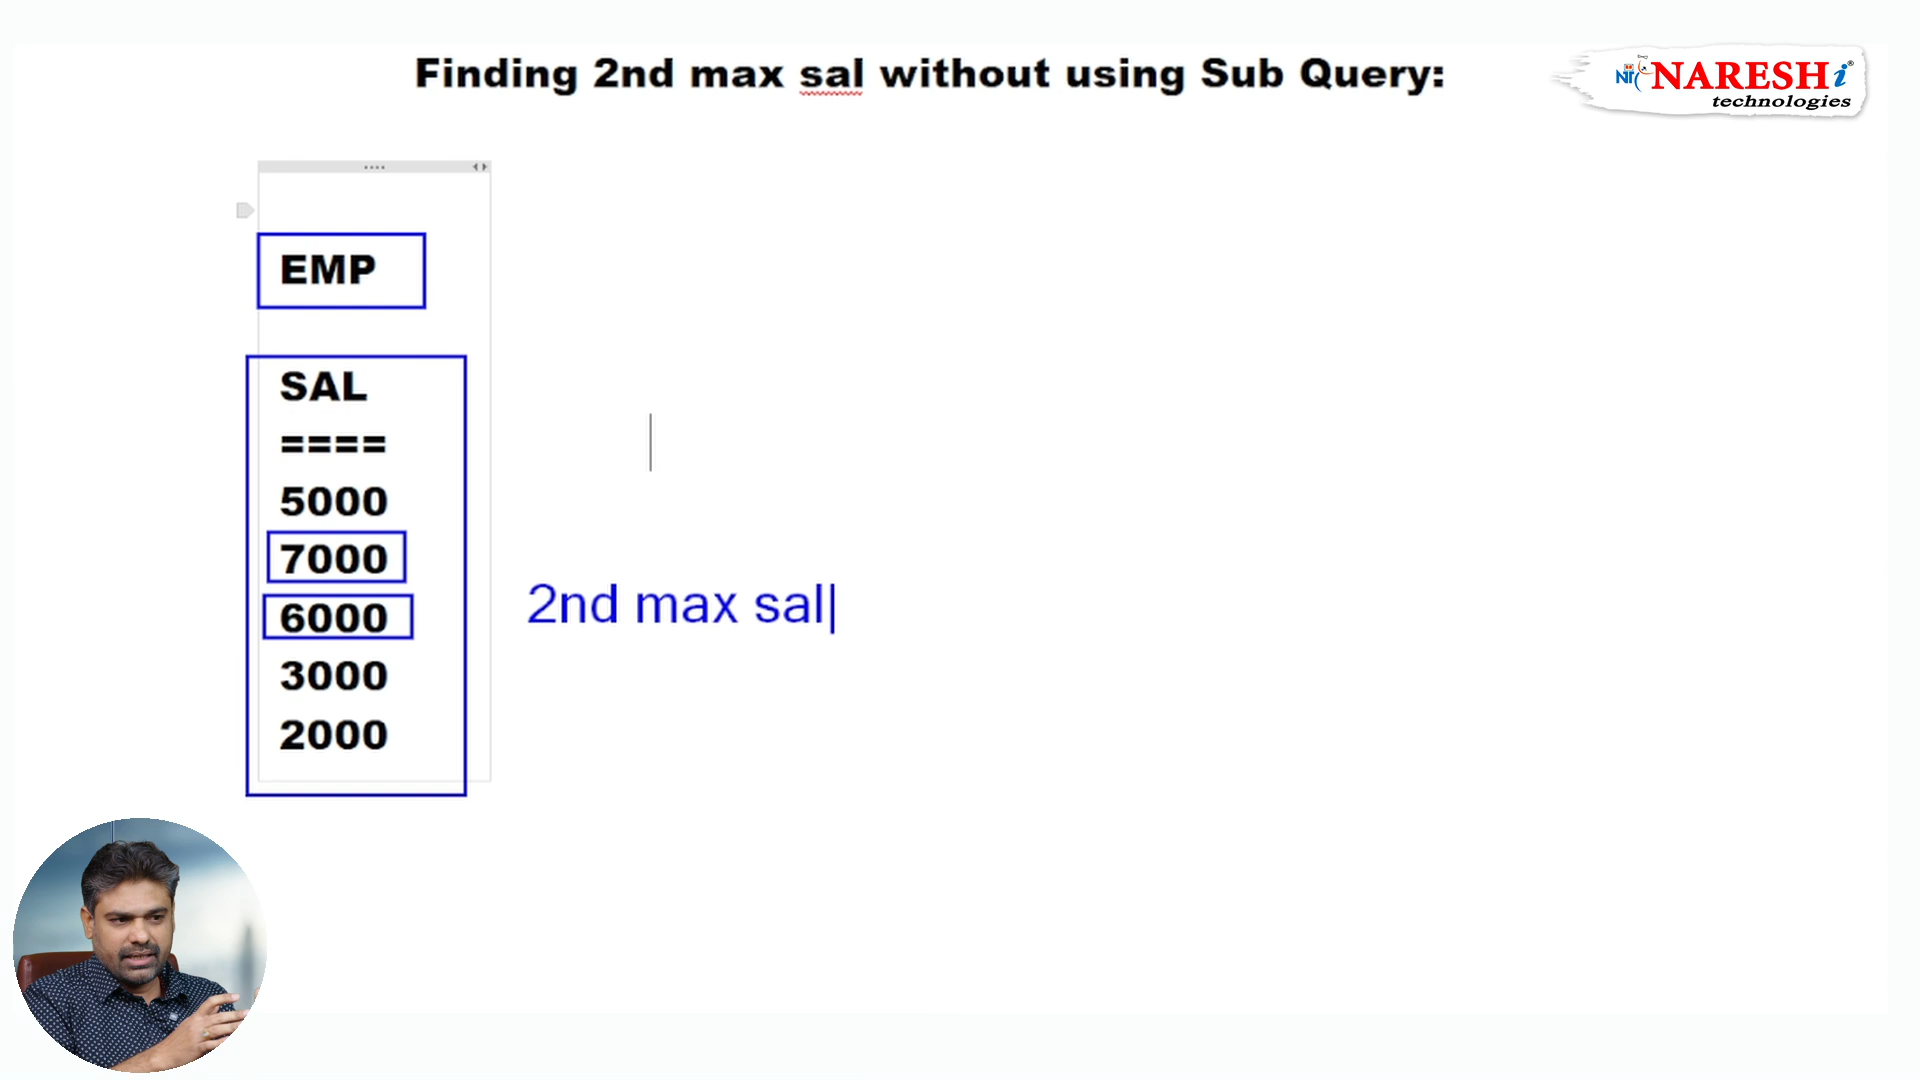 Finding 2nd max sal without using Sub Query:
NT NARESH i ®
technologies
EMP
SAL
====
5000
7000
6000
2nd max sal
3000
2000